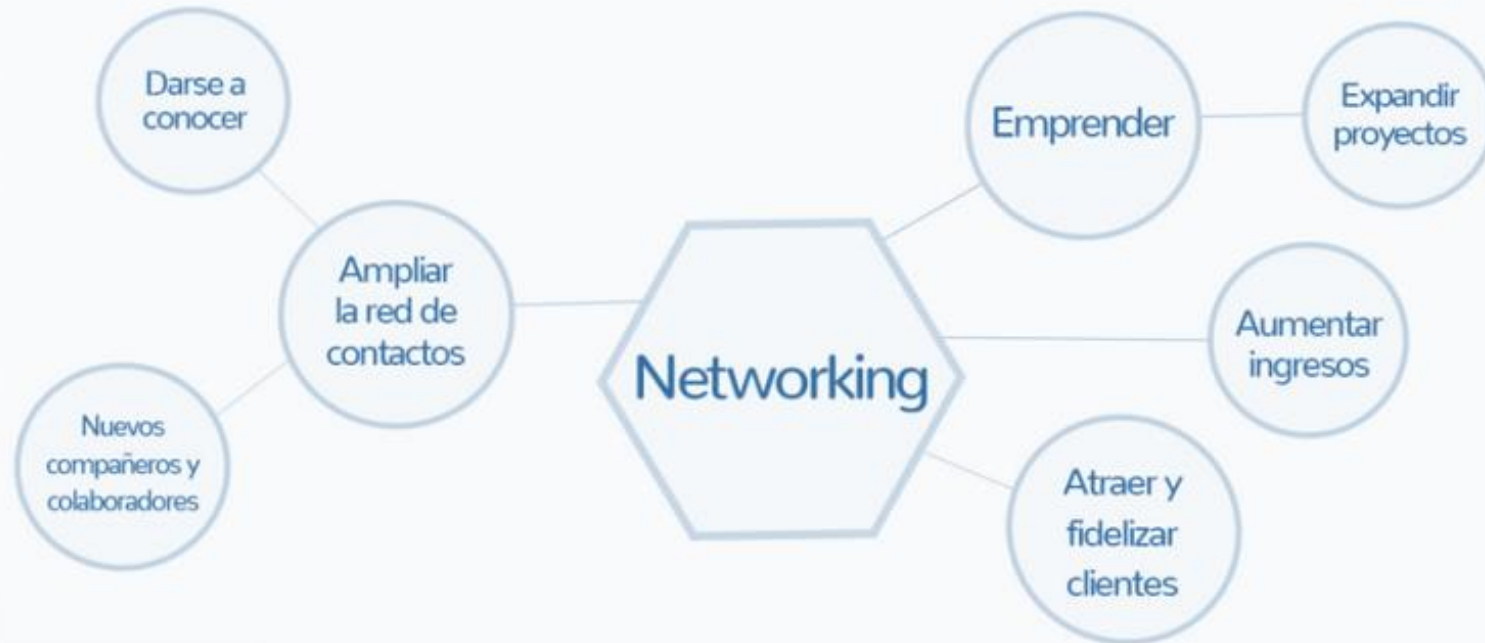 Darse a
conocer
Ampliar
la red de
contactos
Nuevos
compañeros y
colaboradores
Networking
Emprender
Expandir
proyectos
Aumentar
ingresos
Atraer y
fidelizar
clientes